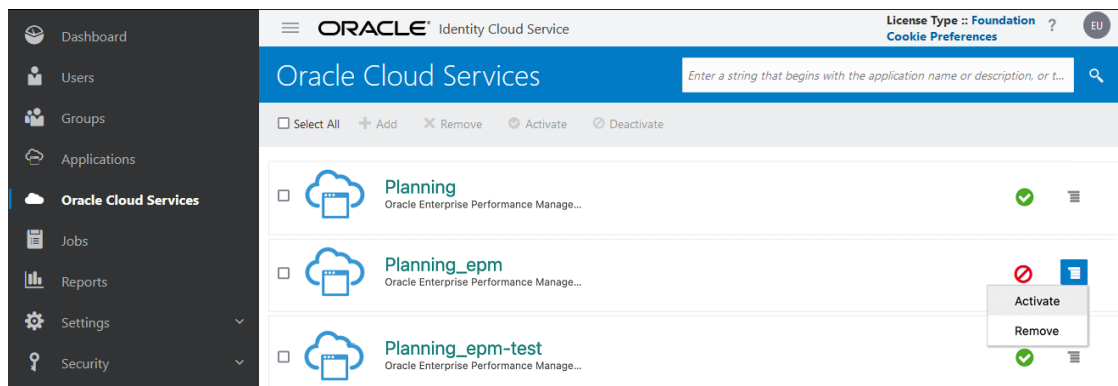 Dashboard
Users
Groups
Applications
Oracle Cloud Services
Jobs
Reports
Settings
Security
ORACLE® Identity Cloud Service
License Type :: Foundation
Cookie Preferences
?
EU
Oracle Cloud Services
Enter a string that begins with the application name or description, or t...
Select All Add Remove Activate Deactivate
Planning
Oracle Enterprise Performance Manage...
Planning_epm
Oracle Enterprise Performance Manage...
Activate
Remove
Planning_epm-test
Oracle Enterprise Performance Manage...